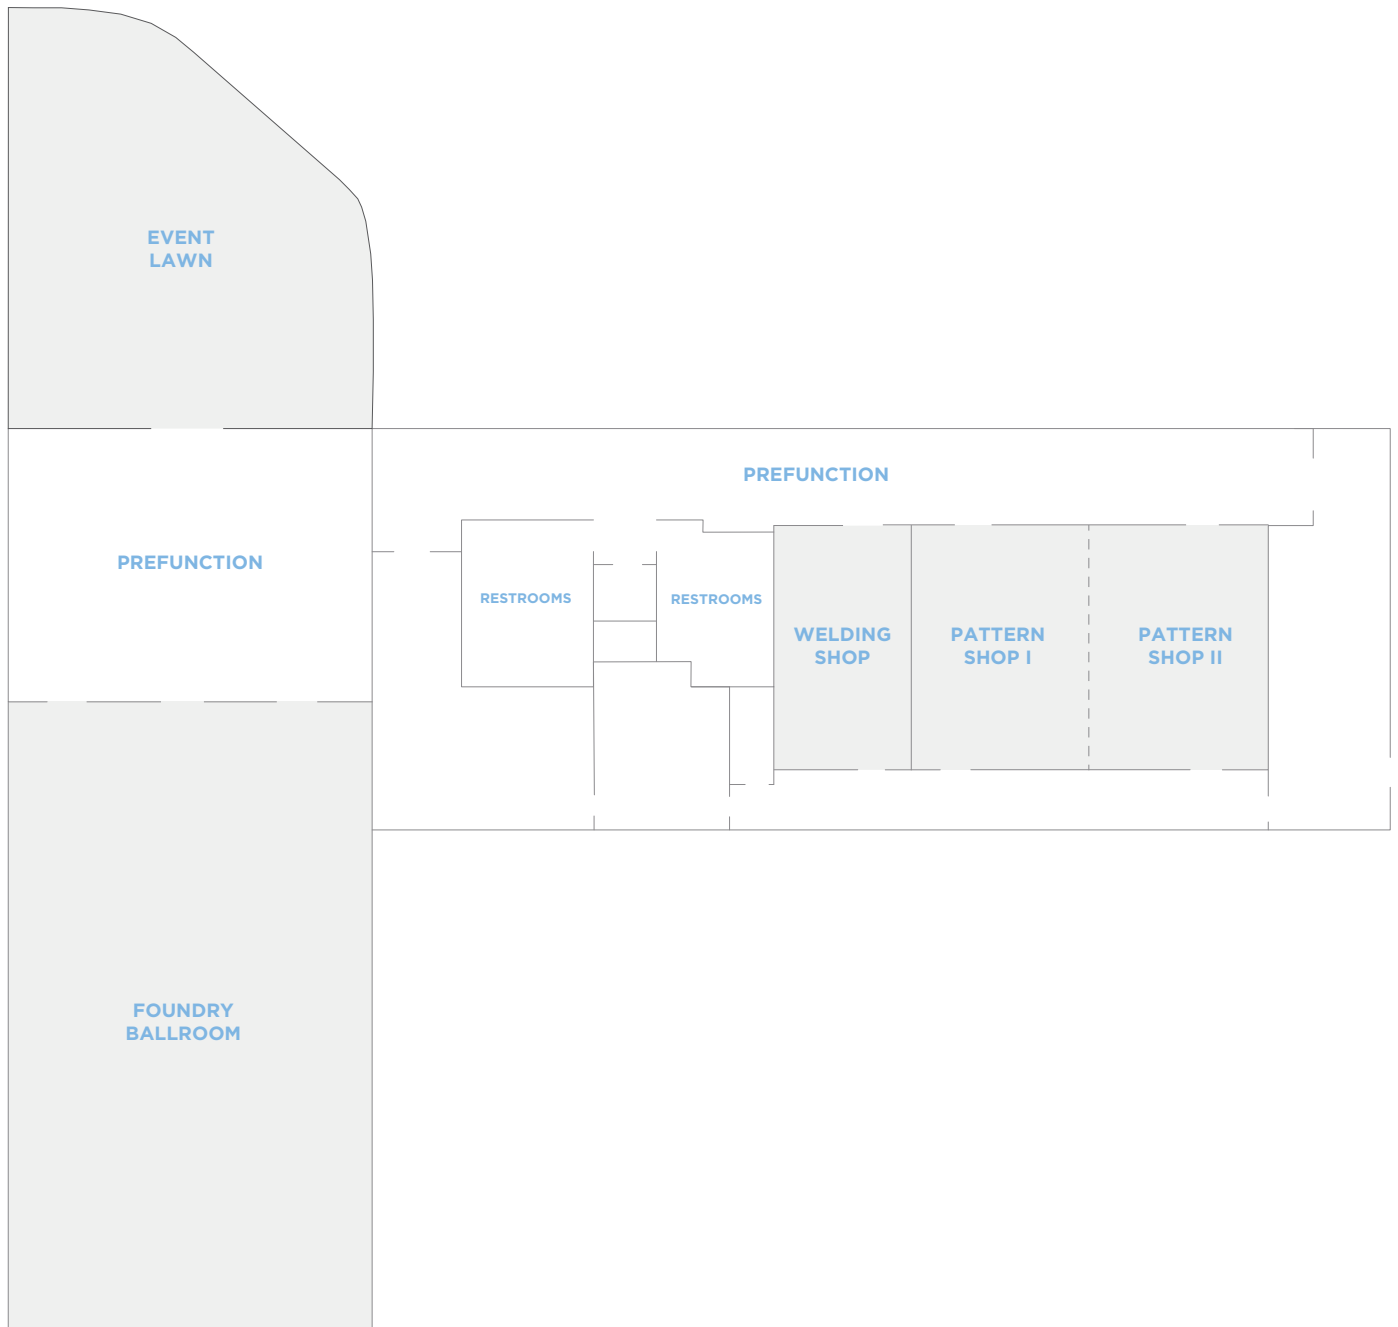 EVENT
LAWN
PREFUNCTION
PREFUNCTION
RESTROOMS
RESTROOMS
WELDING
SHOP
PATTERN
SHOP I
PATTERN
SHOP II
FOUNDRY
BALLROOM